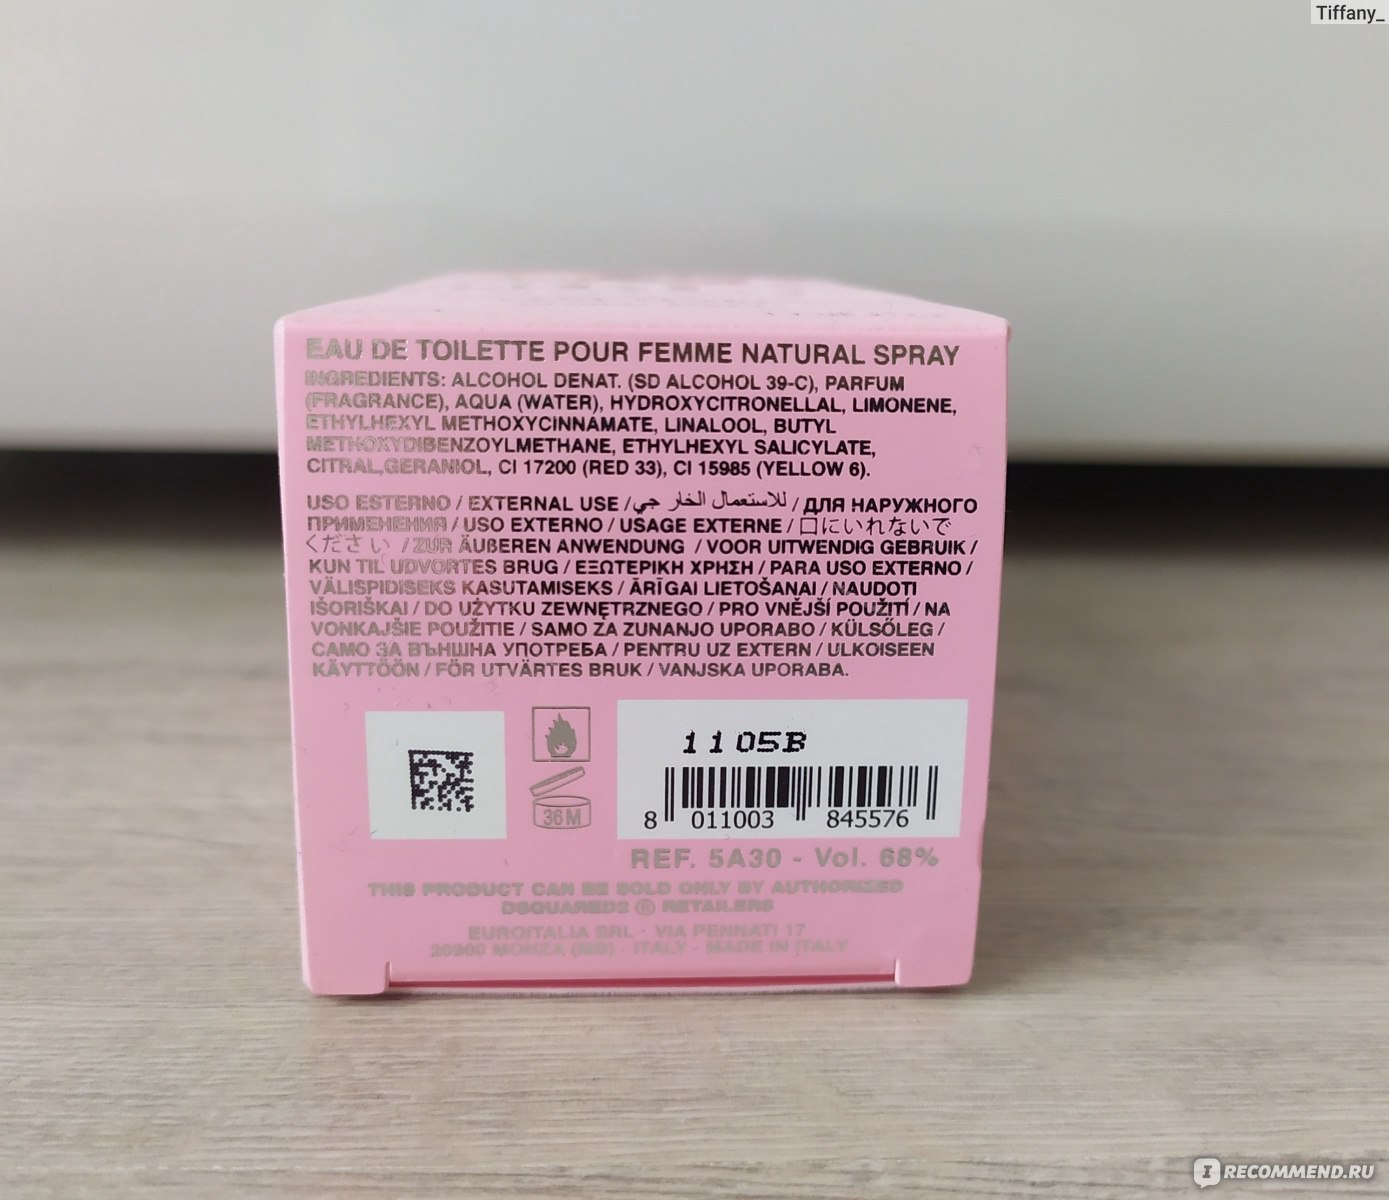 Tiffany_
EAU DE TOILETTE POUR FEMME NATURAL SPRAY
INGREDIENTS: ALCOHOL DENAT. (SD ALCOHOL 39-C), PARFUM
(FRAGRANCE), AQUA (WATER), HYDROXYCITRONELLAL, LIMONENE,
ETHYLHEXYL METHOXYCINNAMATE, LINALOOL, BUTYL
METHOXYDIBENZOYLMETHANE, ETHYLHEXYL SALICYLATE,
CITRAL,GERANIOL, CI 17200 (RED 33), CI 15985 (YELLOW 6).
USO ESTERNO / EXTERNAL USE / للاستعمال الخار جي / ДЛЯ НАРУЖНОГО
ПРИМЕНЕНИЯ / USO EXTERNO / USAGE EXTERNE / 口にいれないで
ください / ZUR ÄUßEREN ANWENDUNG / VOOR UITWENDIG GEBRUIK /
KUN TIL UDVORTES BRUG / ΕΞΩΤΕΡΙΚΗ ΧΡΗΣΗ / PARA USO EXTERNO /
VÄLISPIDISEKS KASUTAMISEKS / ĀRĪGAI LIETOŠANAI / NAUDOTI
IŠORIŠKAI / DO UŻYTKU ZEWNĘTRZNEGO / PRO VNĚJŠÍ POUŽITÍ / NA
VONKAJŠIE POUŽITIE / SAMO ZA ZUNANJO UPORABO / KÜLSŐLEG /
САМО ЗА ВЪНШНА УПОТРЕБА / PENTRU UZ EXTERN / ULKOISEEN
KÄYTTÖÖN / FÖR UTVÄRTES BRUK / VANJSKA UPORABA.
1105B
36M
8 011003 845576
REF. 5A30 - Vol. 68%
THIS PRODUCT CAN BE SOLD ONLY BY AUTHORIZED
DSQUARED2 ® RETAILERS
EUROITALIA SRL - VIA PENNATI 17
20900 MONZA (MB) - ITALY - MADE IN ITALY
IRECOMMEND.RU